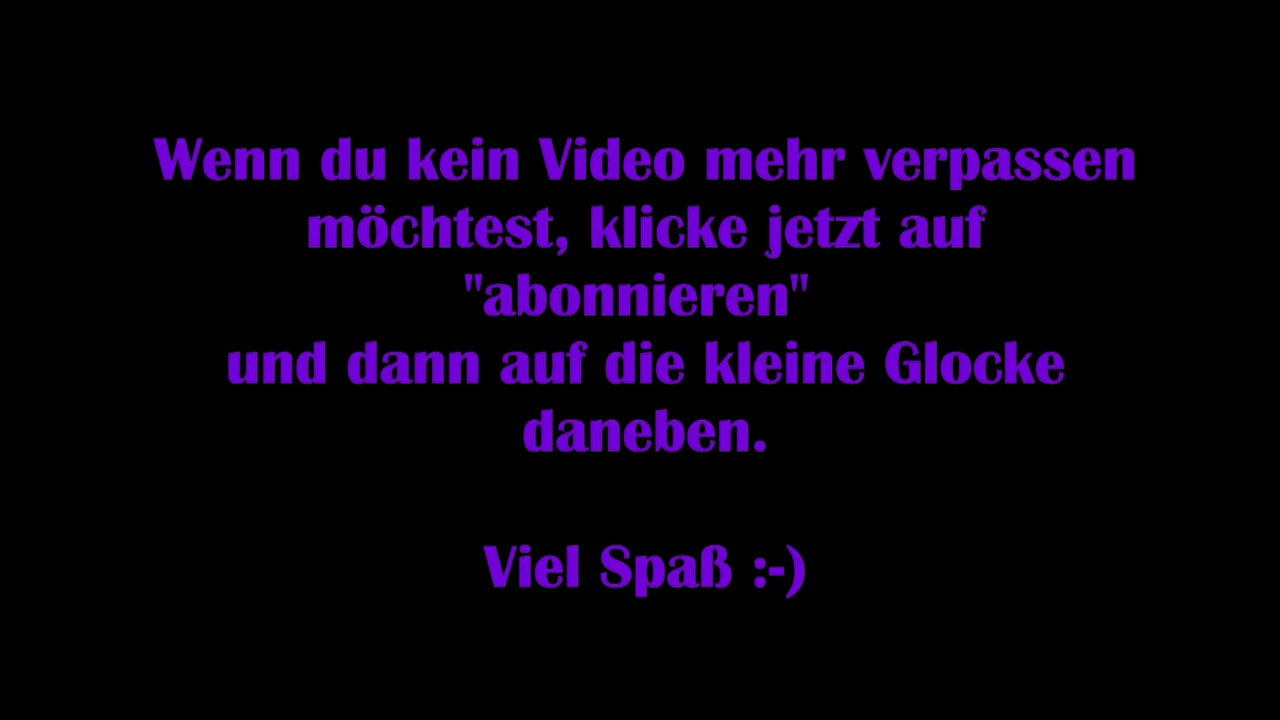 Wenn du kein Video mehr verpassen
möchtest, klicke jetzt auf
"abonnieren"
und dann auf die kleine Glocke
daneben.
Viel Spaß :-)